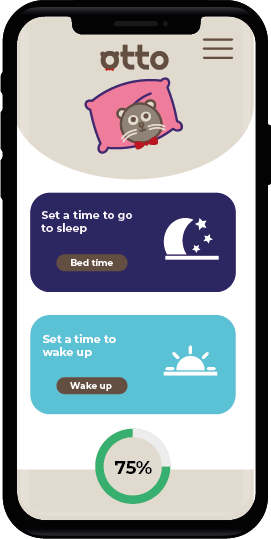 otto
Set a time to go
to sleep
Bed time
Set a time to
wake up
Wake up
75%